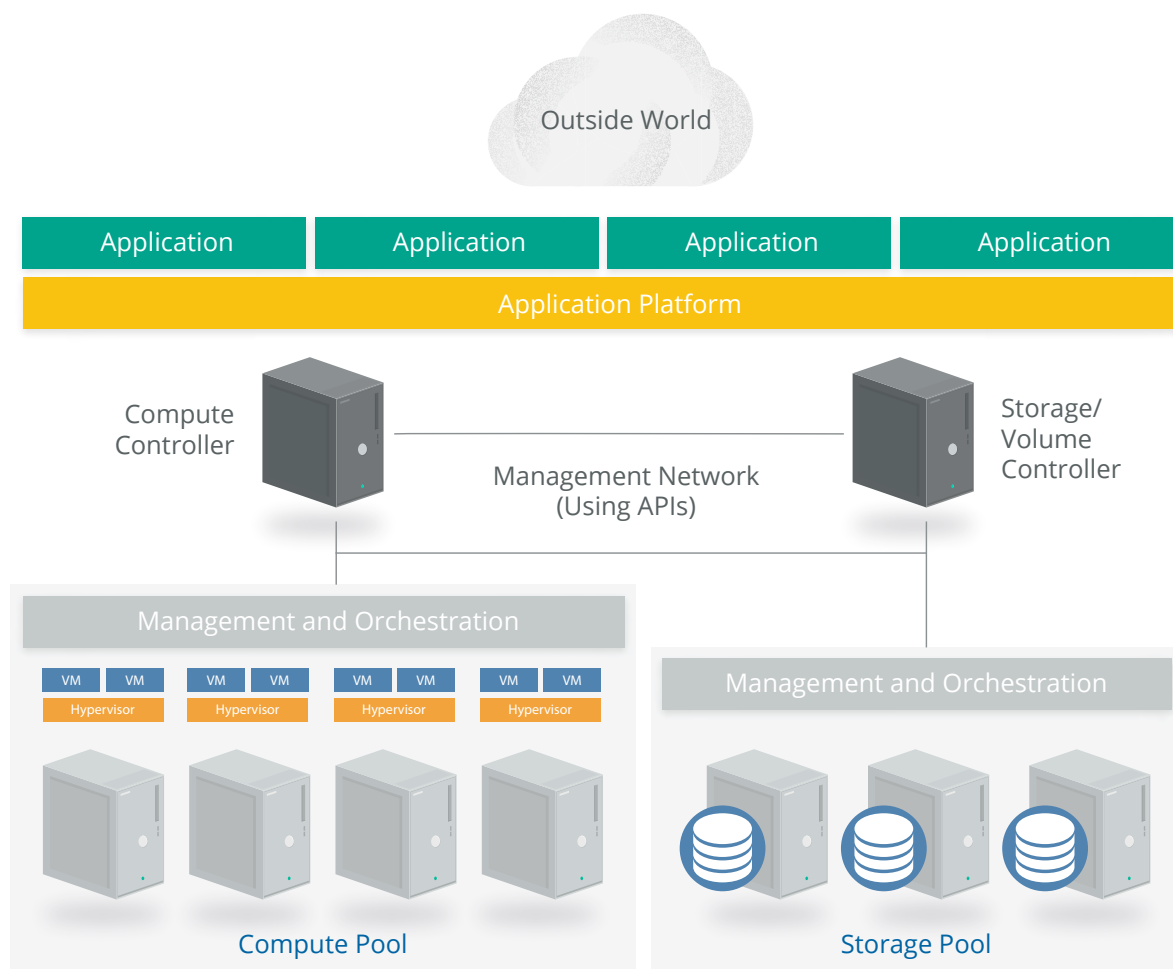 Outside World
Application
Application
Application
Application
Application Platform
Compute
Controller
Management Network
(Using APIs)
Storage/
Volume
Controller
Management and Orchestration
VM VM VM VM VM VM VM VM
Hypervisor Hypervisor Hypervisor Hypervisor
Compute Pool
Management and Orchestration
Storage Pool